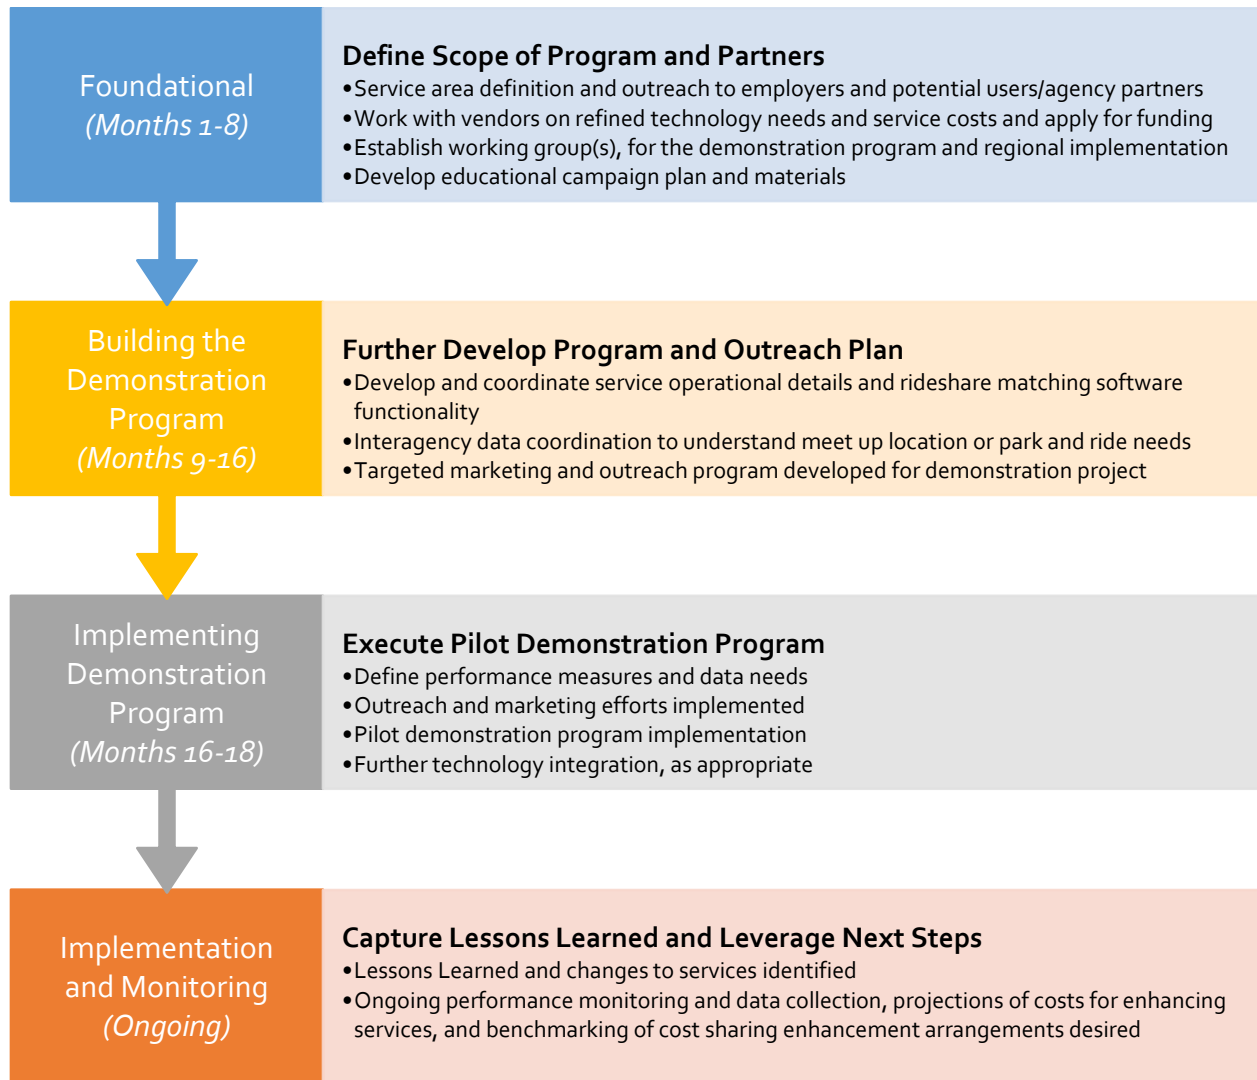 Foundational
(Months 1-8)
Define Scope of Program and Partners
•Service area definition and outreach to employers and potential users/agency partners
•Work with vendors on refined technology needs and service costs and apply for funding
•Establish working group(s), for the demonstration program and regional implementation
•Develop educational campaign plan and materials
Building the
Demonstration
Program
(Months 9-16)
Further Develop Program and Outreach Plan
•Develop and coordinate service operational details and rideshare matching software
functionality
•Interagency data coordination to understand meet up location or park and ride needs
•Targeted marketing and outreach program developed for demonstration project
Implementing
Demonstration
Program
(Months 16-18)
Execute Pilot Demonstration Program
•Define performance measures and data needs
•Outreach and marketing efforts implemented
•Pilot demonstration program implementation
•Further technology integration, as appropriate
Implementation
and Monitoring
(Ongoing)
Capture Lessons Learned and Leverage Next Steps
•Lessons Learned and changes to services identified
•Ongoing performance monitoring and data collection, projections of costs for enhancing
services, and benchmarking of cost sharing enhancement arrangements desired